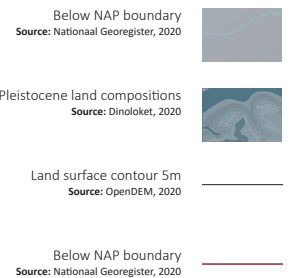 Below NAP boundary
Source: Nationaal Georegister, 2020
Pleistocene land compositions
Source: Dinoloket, 2020
Land surface contour 5m
Source: OpenDEM, 2020
Below NAP boundary
Source: Nationaal Georegister, 2020